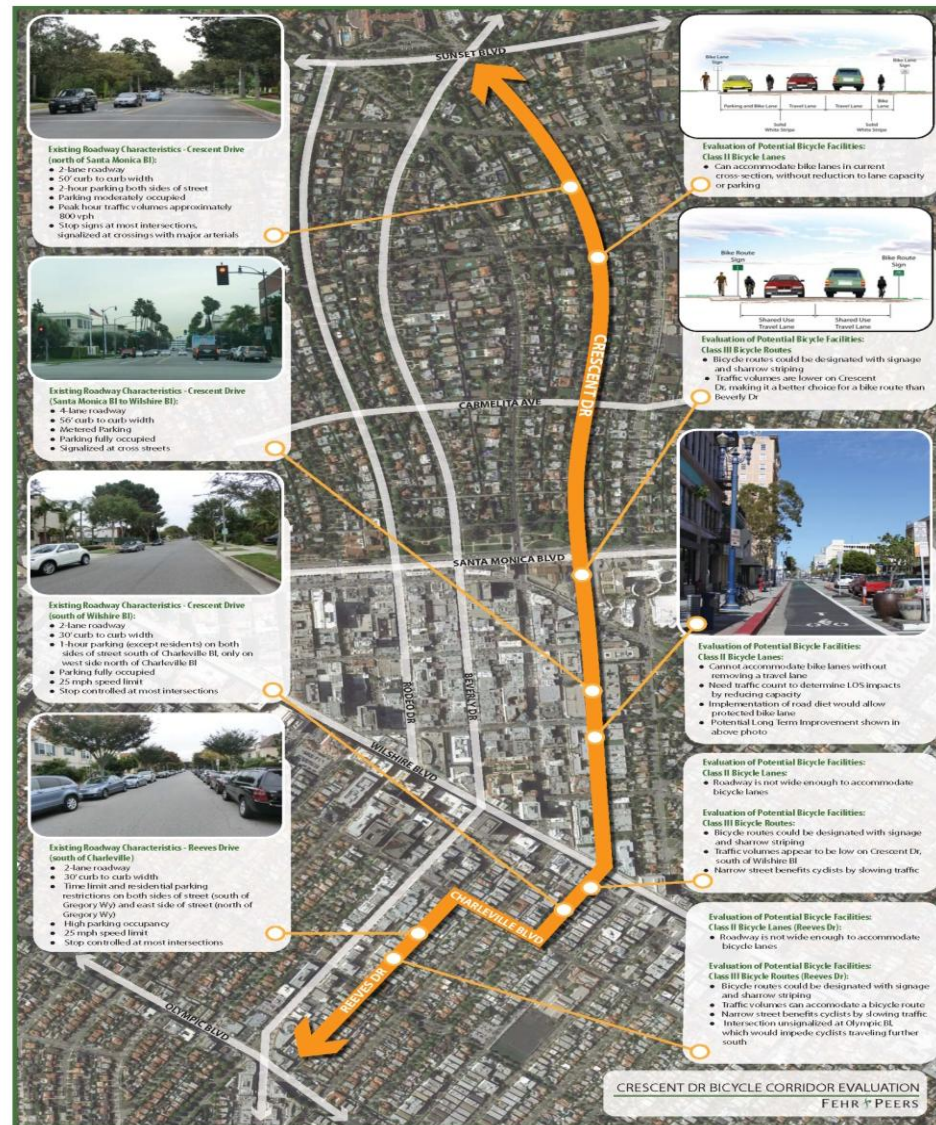 SUNSET BLVD
Existing Roadway Characteristics - Crescent Drive
(north of Santa Monica Bl)
• 2-lane roadway
• 50' curb to curb width
• 2-hour parking both sides of street
• Parking moderately occupied
• Peak hour traffic volumes approximately
800 vph
• Stop signs at most intersections,
signalized at crossings with major arterials
Existing Roadway Characteristics - Crescent Drive
(Santa Monica Bl to Wilshire Bl):
• 4-lane roadway
• 56' curb to curb width
• Metered Parking
• Parking fully occupied
• Signalized at cross streets
Existing Roadway Characteristics - Crescent Drive
(south of Wilshire Bl):
• 2-lane roadway
• 30' curb to curb width
• 1-hour parking (except residents) on both
sides of street south of Charleville Bl, only on
west side north of Charleville Bl
• Parking fully occupied
• 25 mph speed limit
• Stop controlled at most intersections
Existing Roadway Characteristics - Reeves Drive
(south of Charleville)
• 2-lane roadway
• 30' curb to curb width
• Time limit and residential parking
restrictions on both sides of street (south of
Gregory Wy) and east side of street (north of
Gregory Wy)
• High parking occupancy
• 25 mph speed limit
• Stop controlled at most intersections
CRESCENT DR
CARMELITA AVE
SANTA MONICA BLVD
RODEO DR
BEVERLY DR
WILSHIRE BLVD
CHARLEVILLE BLVD
REEVES DR
OLYMPIC BLVD
Bike Lane
Sign
Bike Lane
Sign
Parking and Bike Lane
Travel Lane
Travel Lane
Bike
Lane
Solid
White Stripe
Solid
White Stripe
Evaluation of Potential Bicycle Facilities:
Class II Bicycle Lanes
• Can accommodate bike lanes in current
cross-section, without reduction to lane capacity
or parking
Bike Route
Sign
Bike Route
Sign
Shared Use
Travel Lane
Shared Use
Travel Lane
Evaluation of Potential Bicycle Facilities:
Class III Bicycle Routes
• Bicycle routes could be designated with signage
and sharrow striping
• Traffic volumes are lower on Crescent
Dr, making it a better choice for a bike route than
Beverly Dr
Evaluation of Potential Bicycle Facilities:
Class II Bicycle Lanes:
• Cannot accommodate bike lanes without
removing a travel lane
• Need traffic count to determine LOS impacts
by reducing capacity
• Implementation of road diet would allow
protected bike lane
• Potential Long Term Improvement shown in
above photo
Evaluation of Potential Bicycle Facilities:
Class II Bicycle Lanes:
• Roadway is not wide enough to accommodate
bicycle lanes
Evaluation of Potential Bicycle Facilities:
Class III Bicycle Routes:
• Bicycle routes could be designated with signage
and sharrow striping
• Traffic volumes appear to be low on Crescent Dr,
south of Wilshire Bl
• Narrow street benefits cyclists by slowing traffic
Evaluation of Potential Bicycle Facilities:
Class II Bicycle Lanes (Reeves Dr):
• Roadway is not wide enough to accommodate
bicycle lanes
Evaluation of Potential Bicycle Facilities:
Class III Bicycle Routes (Reeves Dr):
• Bicycle routes could be designated with signage
and sharrow striping
• Traffic volumes can accomodate a bicycle route
• Narrow street benefits cyclists by slowing traffic
• Intersection unsignalized at Olympic Bl,
which would impede cyclists traveling further
south
CRESCENT DR BICYCLE CORRIDOR EVALUATION
FEHR & PEERS